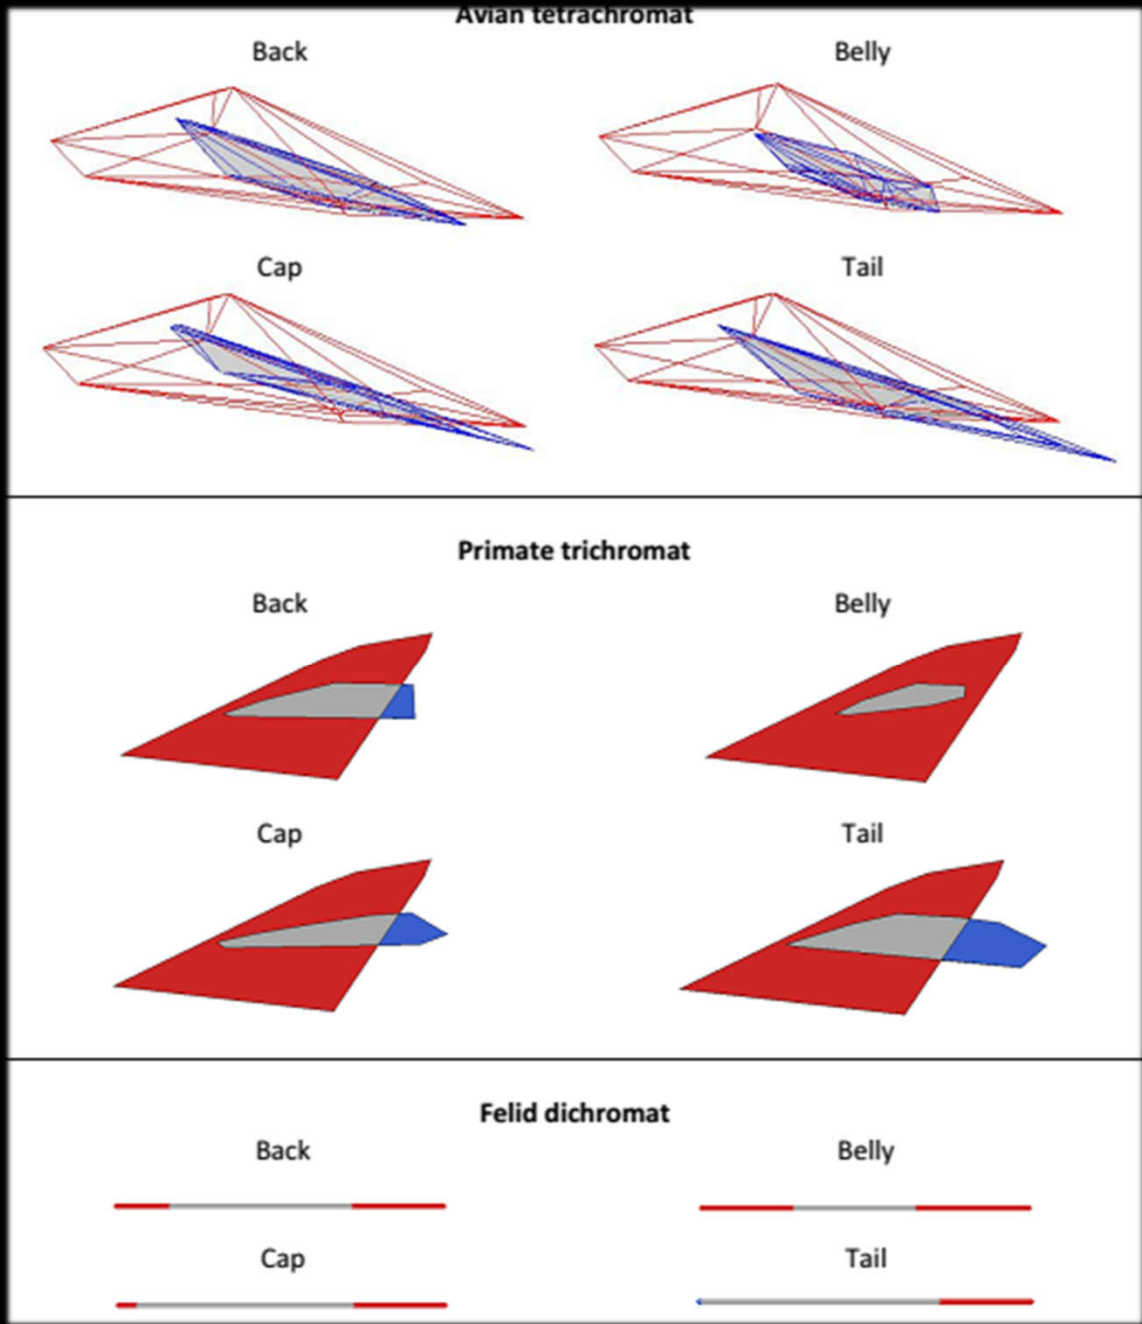 Avian tetrachromat
Back
Belly
Cap
Tail
Primate trichromat
Back
Belly
Cap
Tail
Felid dichromat
Back
Belly
Cap
Tail